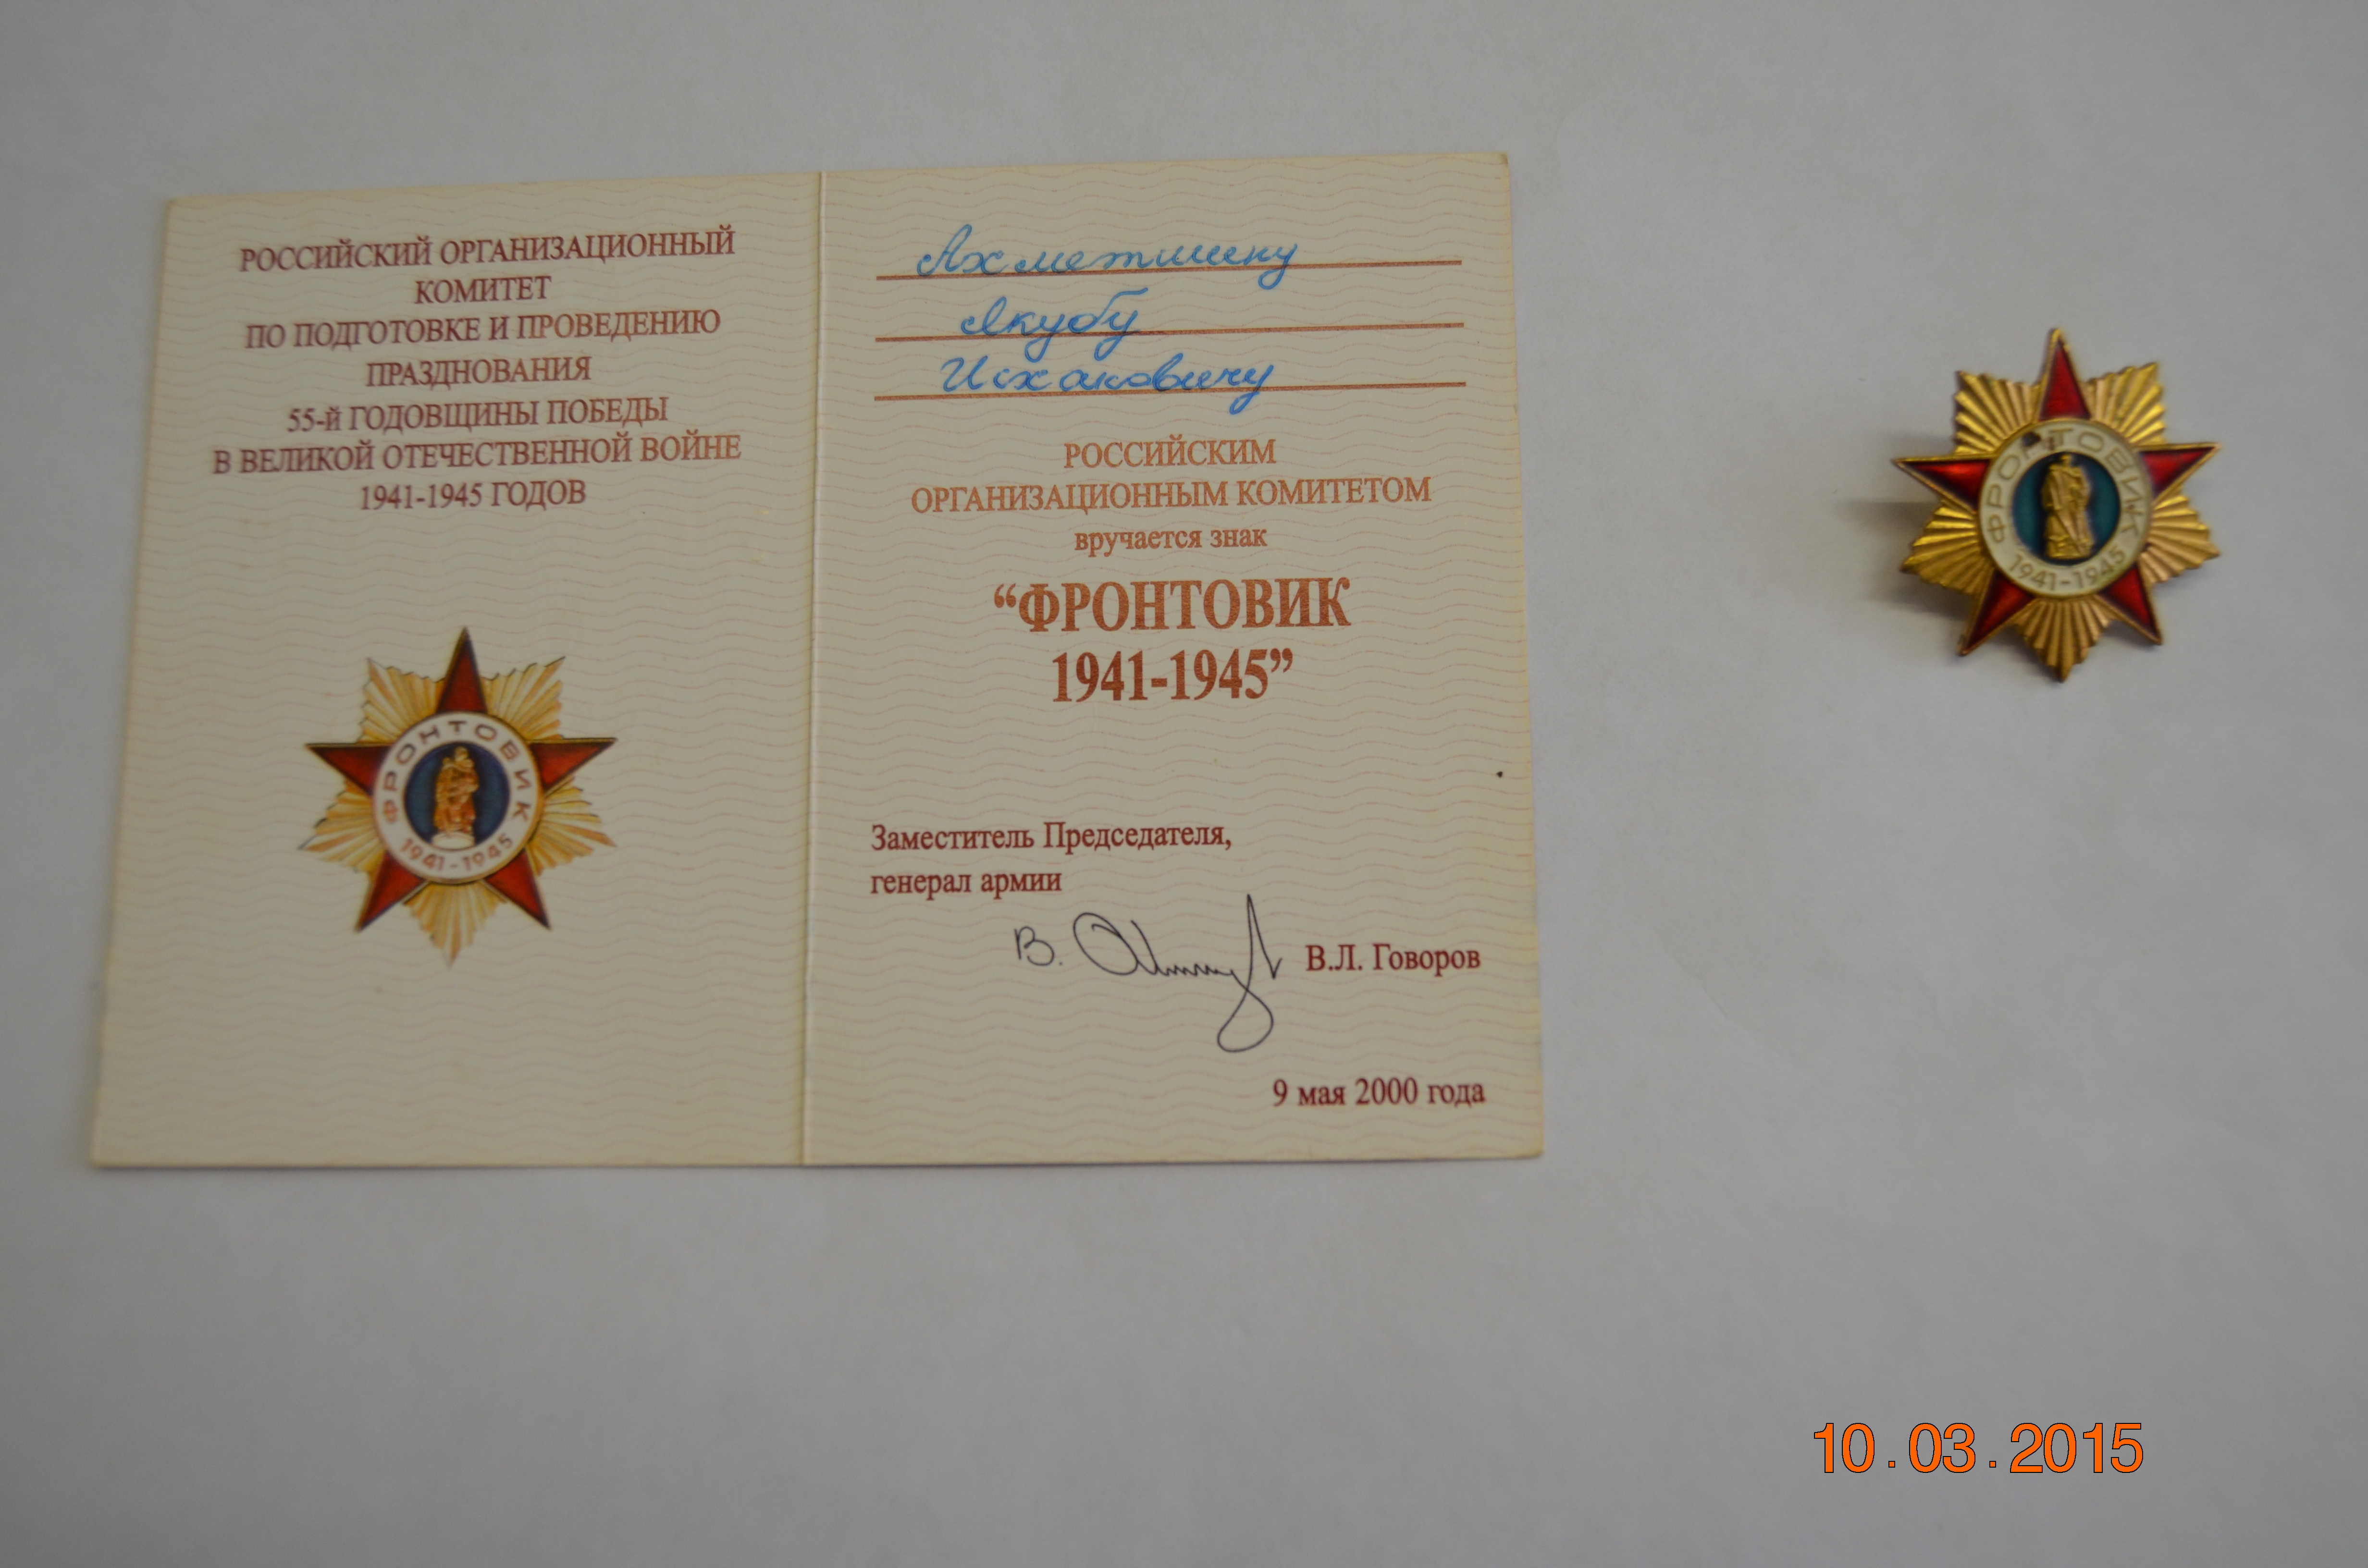 РОССИЙСКИЙ ОРГАНИЗАЦИОННЫЙ
КОМИТЕТ
ПО ПОДГОТОВКЕ И ПРОВЕДЕНИЮ
ПРАЗДНОВАНИЯ
55-й ГОДОВЩИНЫ ПОБЕДЫ
В ВЕЛИКОЙ ОТЕЧЕСТВЕННОЙ ВОЙНЕ
1941-1945 ГОДОВ
ФРОНТОВИК
1941-1945
Ахметшину
Якубу
Исхаковичу
РОССИЙСКИМ
ОРГАНИЗАЦИОННЫМ КОМИТЕТОМ
вручается знак
“ФРОНТОВИК
1941-1945”
Заместитель Председателя,
генерал армии
В.Л. Говоров
9 мая 2000 года
ФРОНТОВИК
1941-1945
10.03.2015